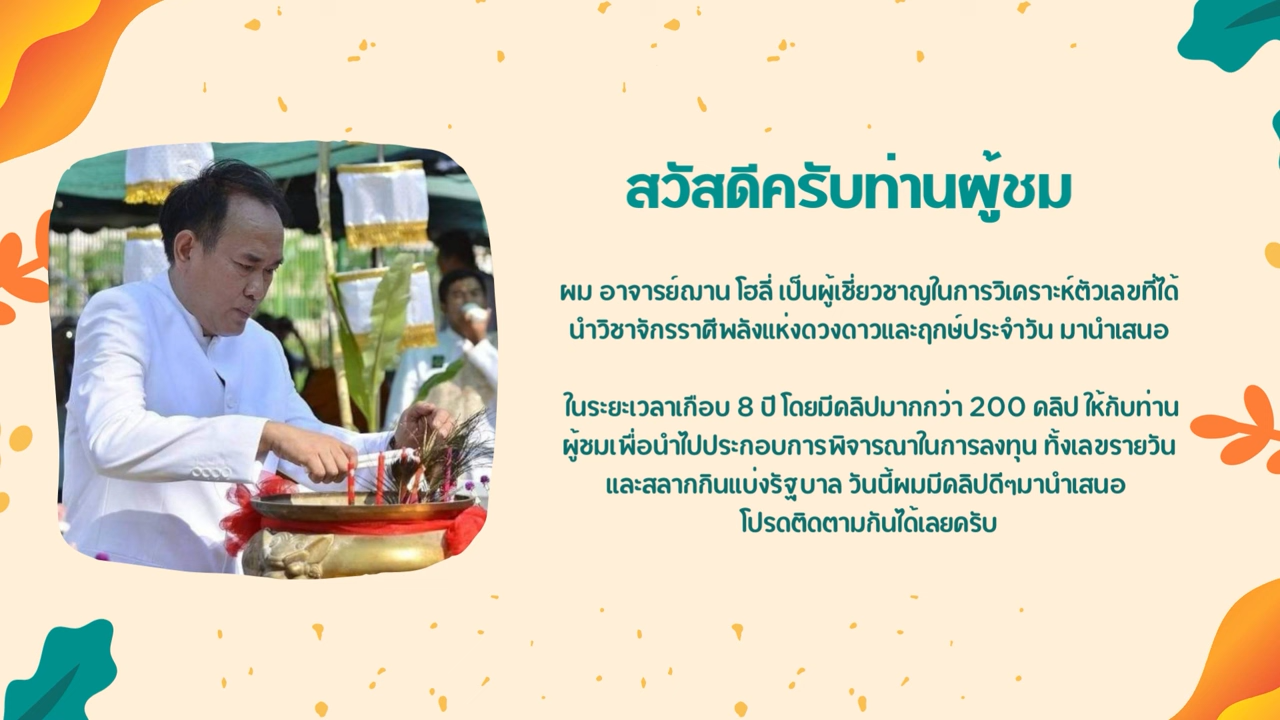 สวัสดีครับท่านผู้ชม
ผม อาจารย์ฌาน โฮลี่ เป็นผู้เชี่ยวชาญในการวิเคราะห์ตัวเลขที่ได้
นำวิชาจักรราศีพลังแห่งดวงดาวและฤกษ์ประจำวัน มานำเสนอ
ในระยะเวลาเกือบ 8 ปี โดยมีคลิปมากกว่า 200 คลิป ให้กับท่าน
ผู้ชมเพื่อนำไปประกอบการพิจารณาในการลงทุน ทั้งเลขรายวัน
และสลากกินแบ่งรัฐบาล วันนี้ผมมีคลิปดีๆมานำเสนอ
โปรดติดตามกันได้เลยครับ